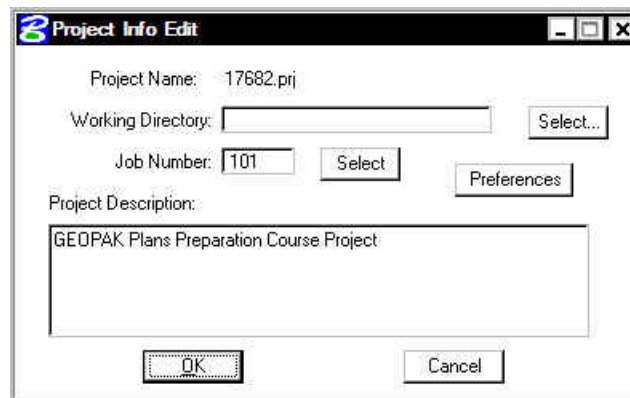 Project Info Edit
Project Name: 17682.prj
Working Directory: Select...
Job Number: 101 Select
Preferences
Project Description:
GEOPAK Plans Preparation Course Project
OK Cancel